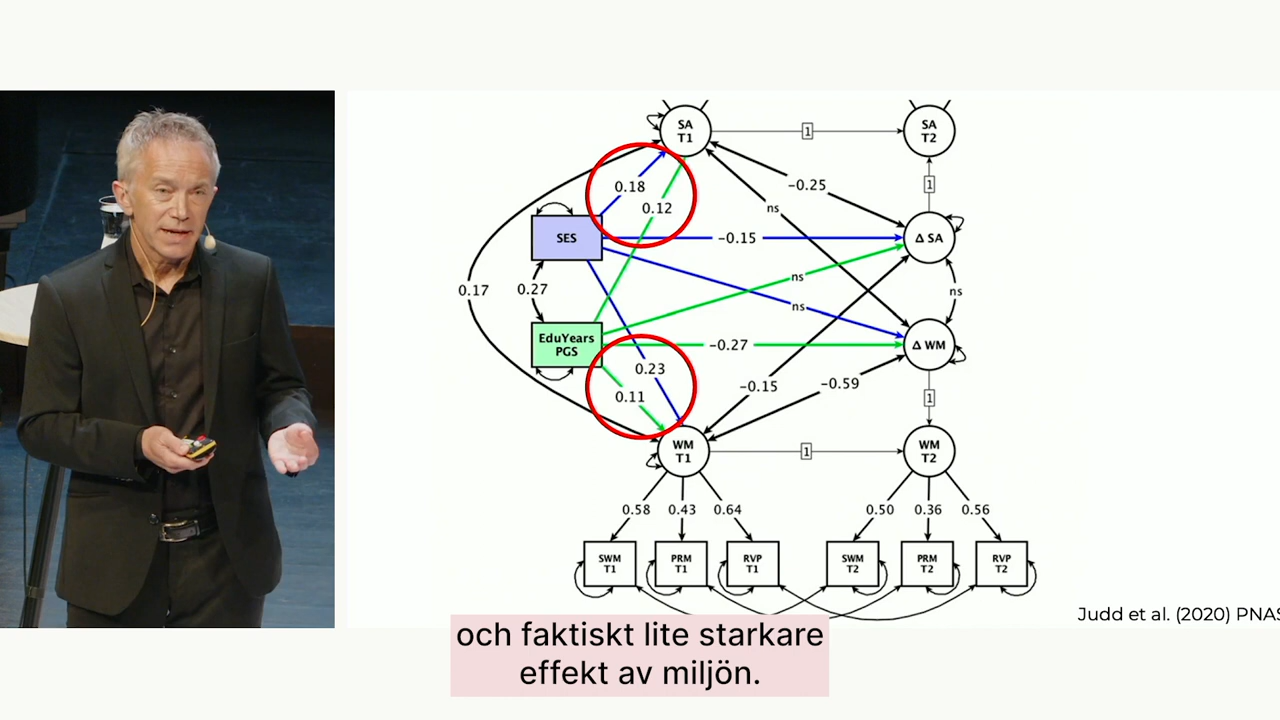 SA
T1
1
SA
T2
0.18
−0.25
1
0.12
ns
SES
−0.15
Δ SA
0.17
0.27
ns
ns
ns
EduYears
PGS
−0.27
Δ WM
0.23
0.11
−0.15
−0.59
1
WM
T1
1
WM
T2
0.58
0.43
0.64
0.50
0.36
0.56
SWM
T1
PRM
T1
RVP
T1
SWM
T2
PRM
T2
RVP
T2
Judd et al. (2020) PNAS
och faktiskt lite starkare
effekt av miljön.